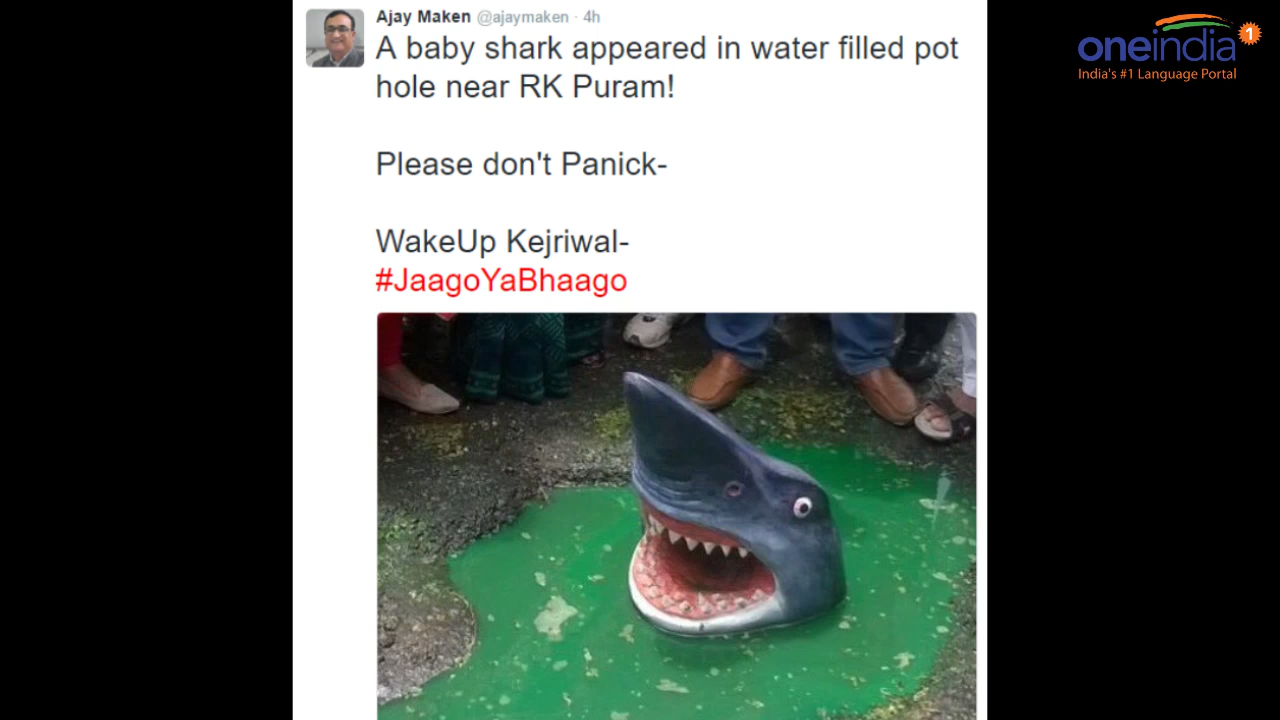 Ajay Maken @ajaymaken · 4h
A baby shark appeared in water filled pot
hole near RK Puram!
Please don't Panick-
WakeUp Kejriwal-
#JaagoYaBhaago
oneindia 1
India's #1 Language Portal